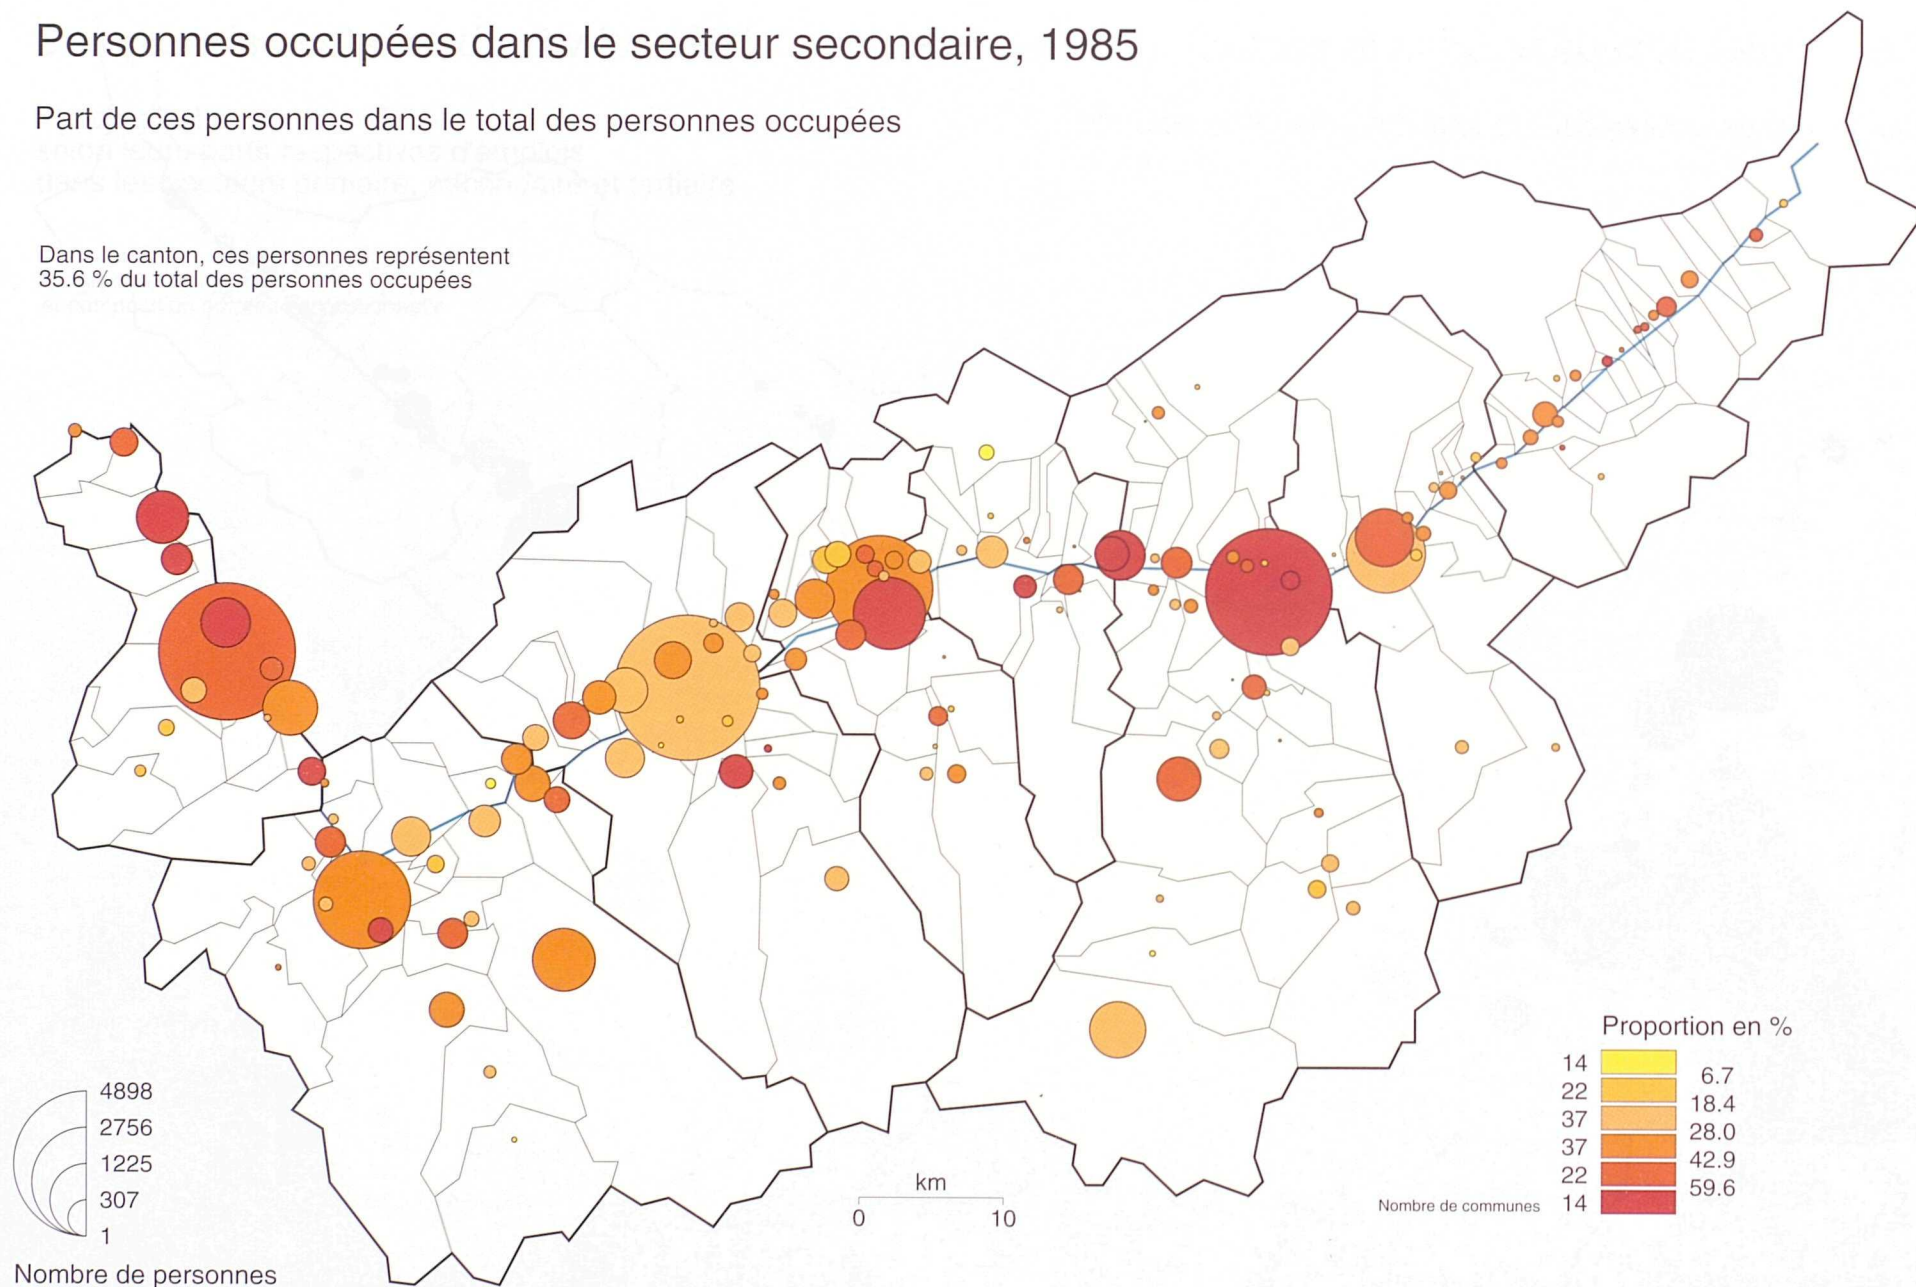 Personnes occupées dans le secteur secondaire, 1985
Part de ces personnes dans le total des personnes occupées
Dans le canton, ces personnes représentent
35.6 % du total des personnes occupées
4898
2756
1225
307
1
Nombre de personnes
km
0 10
Proportion en %
14
6.7
22
18.4
37
28.0
37
42.9
22
59.6
Nombre de communes 14